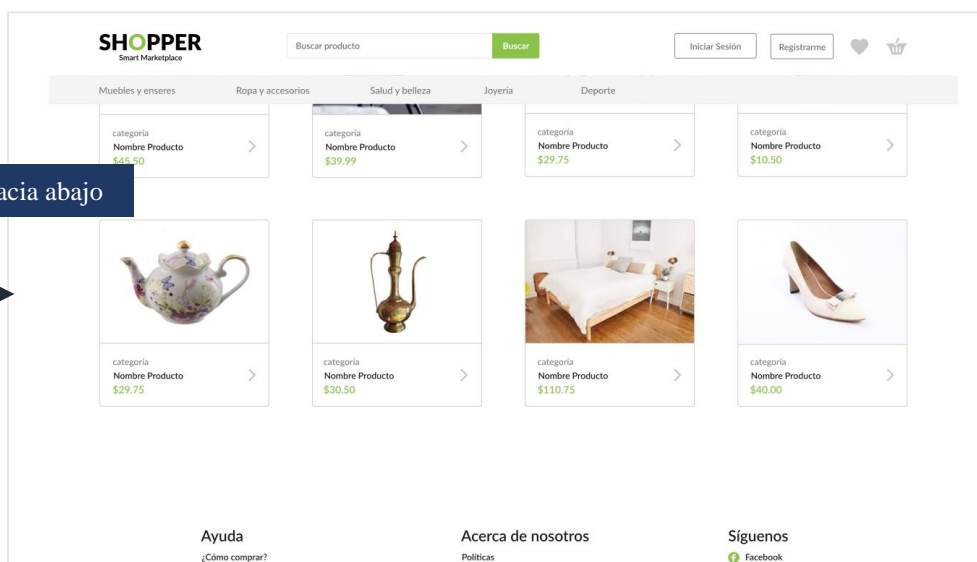 SHOPPER
Smart Marketplace
Buscar producto
Buscar
Iniciar Sesión
Registrarme
Muebles y enseres
Ropa y accesorios
Salud y belleza
Joyería
Deporte
categoría
Nombre Producto
$45.50
categoría
Nombre Producto
$39.99
categoría
Nombre Producto
$29.75
categoría
Nombre Producto
$10.50
acia abajo
categoría
Nombre Producto
$29.75
categoría
Nombre Producto
$30.50
categoría
Nombre Producto
$110.75
categoría
Nombre Producto
$40.00
Ayuda
¿Cómo comprar?
Acerca de nosotros
Políticas
Síguenos
Facebook